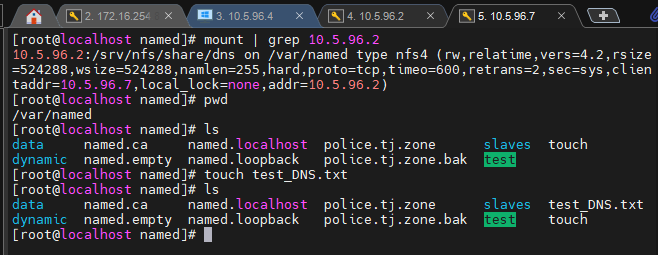 2. 172.16.254
3. 10.5.96.4
4. 10.5.96.2
5. 10.5.96.7
[root@localhost named]# mount | grep 10.5.96.2
10.5.96.2:/srv/nfs/share/dns on /var/named type nfs4 (rw,relatime,vers=4.2,rsize
=524288,wsize=524288,namlen=255,hard,proto=tcp,timeo=600,retrans=2,sec=sys,clien
taddr=10.5.96.7,local_lock=none,addr=10.5.96.2)
[root@localhost named]# pwd
/var/named
[root@localhost named]# ls
data     named.ca     named.localhost  police.tj.zone      slaves  touch
dynamic  named.empty  named.loopback   police.tj.zone.bak  test
[root@localhost named]# touch test_DNS.txt
[root@localhost named]# ls
data     named.ca     named.localhost  police.tj.zone      slaves  test_DNS.txt
dynamic  named.empty  named.loopback   police.tj.zone.bak  test    touch
[root@localhost named]#